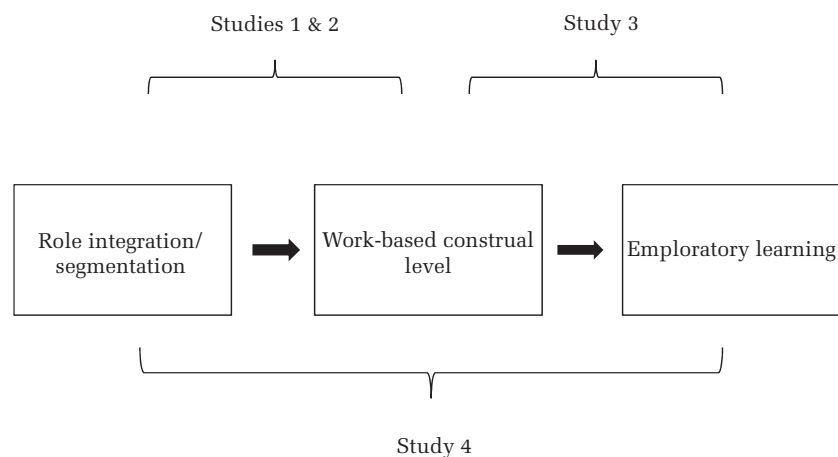 Studies 1 & 2
Study 3
Role integration/
segmentation
Work-based construal
level
Emploratory learning
Study 4